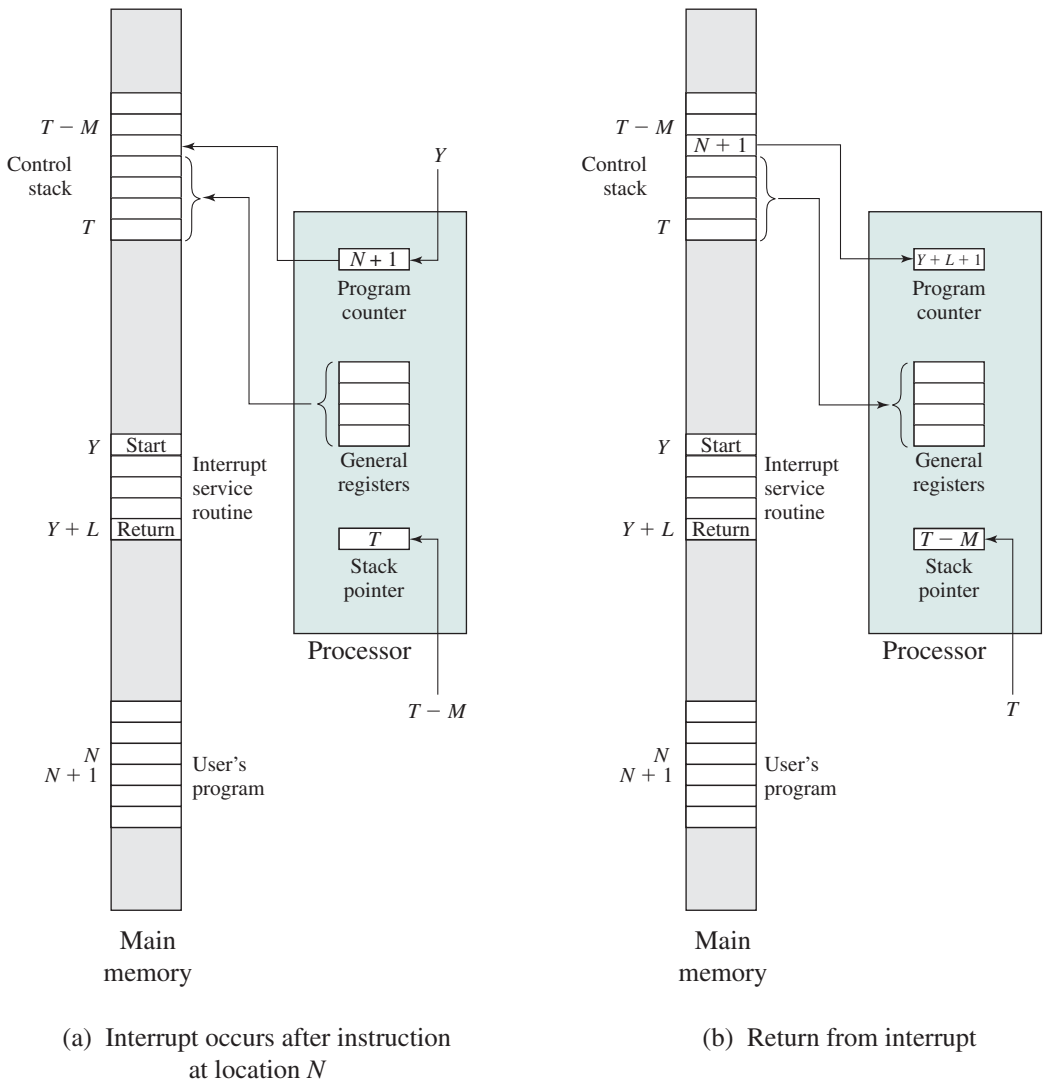 T − M
Control
stack
T
Y
N + 1
Program
counter
General
registers
Y
Start
Interrupt
service
routine
Y + L
Return
T
Stack
pointer
Processor
T − M
N
N + 1
User's
program
Main
memory
(a) Interrupt occurs after instruction
at location N
T − M
N + 1
Control
stack
T
Y + L + 1
Program
counter
General
registers
Y
Start
Interrupt
service
routine
Y + L
Return
T − M
Stack
pointer
Processor
T
N
N + 1
User's
program
Main
memory
(b) Return from interrupt